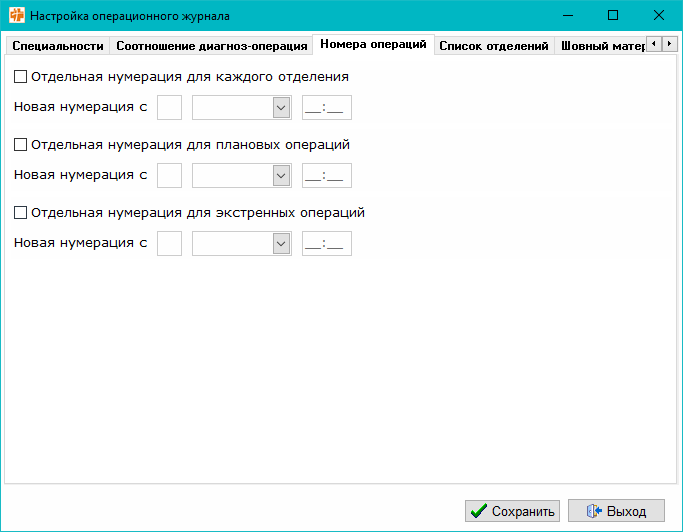 Настройка операционного журнала
Специальности Соотношение диагноз-операция Номера операций Список отделений Шовный матер
Отдельная нумерация для каждого отделения
Новая нумерация с __:__
Отдельная нумерация для плановых операций
Новая нумерация с __:__
Отдельная нумерация для экстренных операций
Новая нумерация с __:__
Сохранить Выход